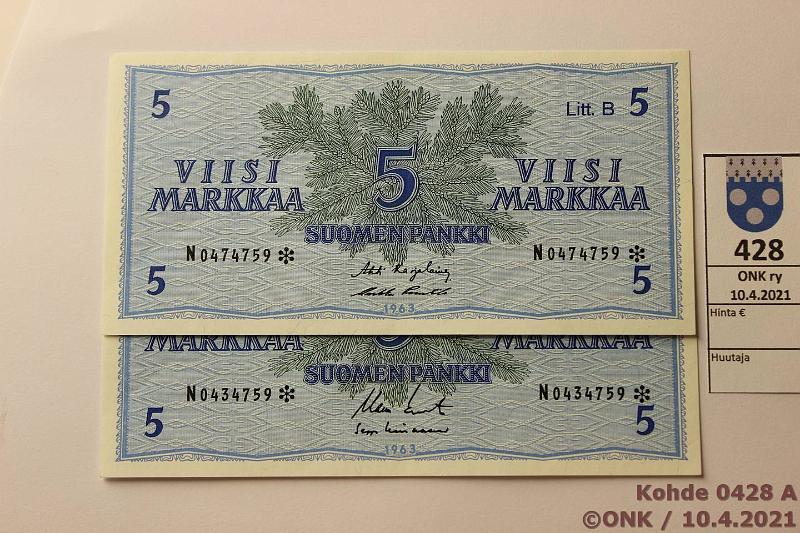 5 Litt. B 5
VIISI 5 VIISI
MARKKAA MARKKAA
SUOMEN PANKKI
N0474759 * N0474759 *
5 5
1963
MARKKAA 5 MARKKAA
SUOMEN PANKKI
N0434759 * N0434759 *
5 5
1963
428
ONK ry
10.4.2021
Hinta €
Huutaja
Kohde 0428 A
©ONK / 10.4.2021